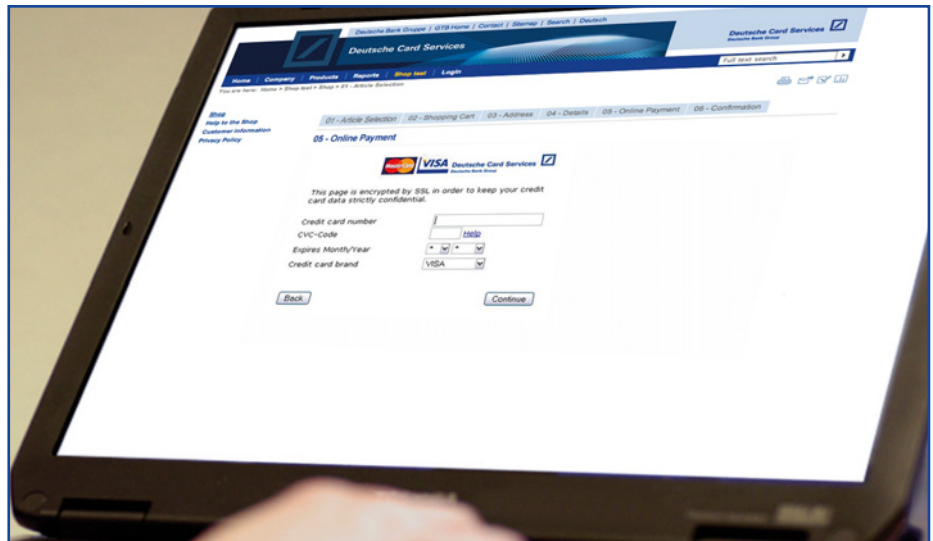 Deutsche Bank Gruppe | GTB Home | Contact | Sitemap | Search | Deutsch
Deutsche Card Services
Deutsche Card Services
Deutsche Bank Group
Full text search
Home Company Products Reports Shop test Login
You are here: Home > Shop test > Shop > 01 - Article Selection
Shop
Help to the Shop
Customer information
Privacy Policy
01 - Article Selection 02 - Shopping Cart 03 - Address 04 - Details 05 - Online Payment 06 - Confirmation
05 - Online Payment
MasterCard VISA Deutsche Card Services
Deutsche Bank Group
This page is encrypted by SSL in order to keep your credit
card data strictly confidential.
Credit card number
CVC-Code Help
Expires Month/Year * *
Credit card brand VISA
Back Continue